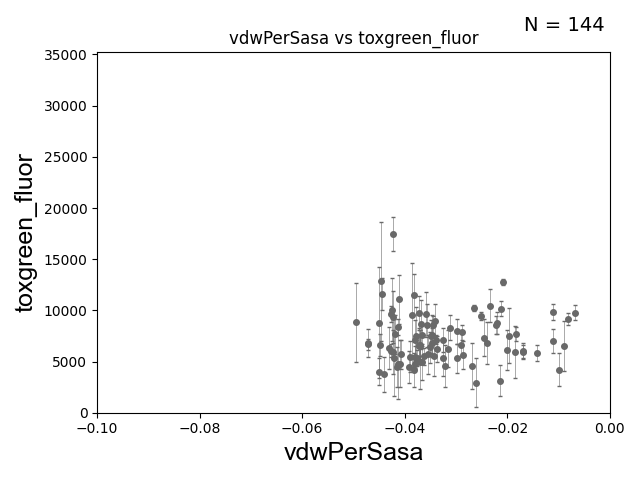 N = 144
vdwPerSasa vs toxgreen_fluor
35000
30000
25000
20000
15000
10000
5000
0
toxgreen_fluor
−0.10 −0.08 −0.06 −0.04 −0.02 0.00
vdwPerSasa